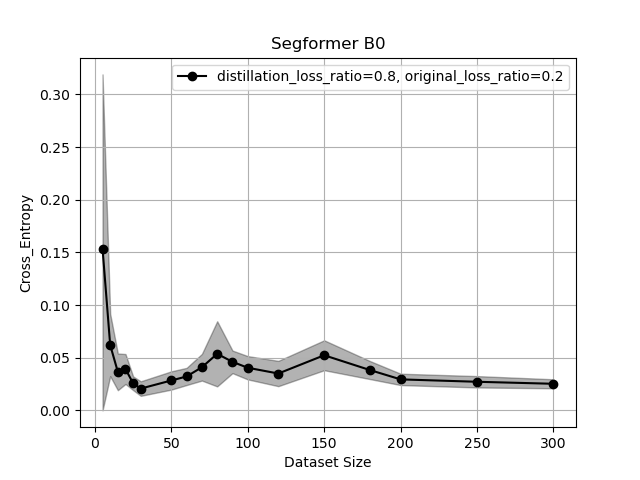 Segformer B0
distillation_loss_ratio=0.8, original_loss_ratio=0.2
0.30
0.25
0.20
0.15
0.10
0.05
0.00
Cross_Entropy
0 50 100 150 200 250 300
Dataset Size